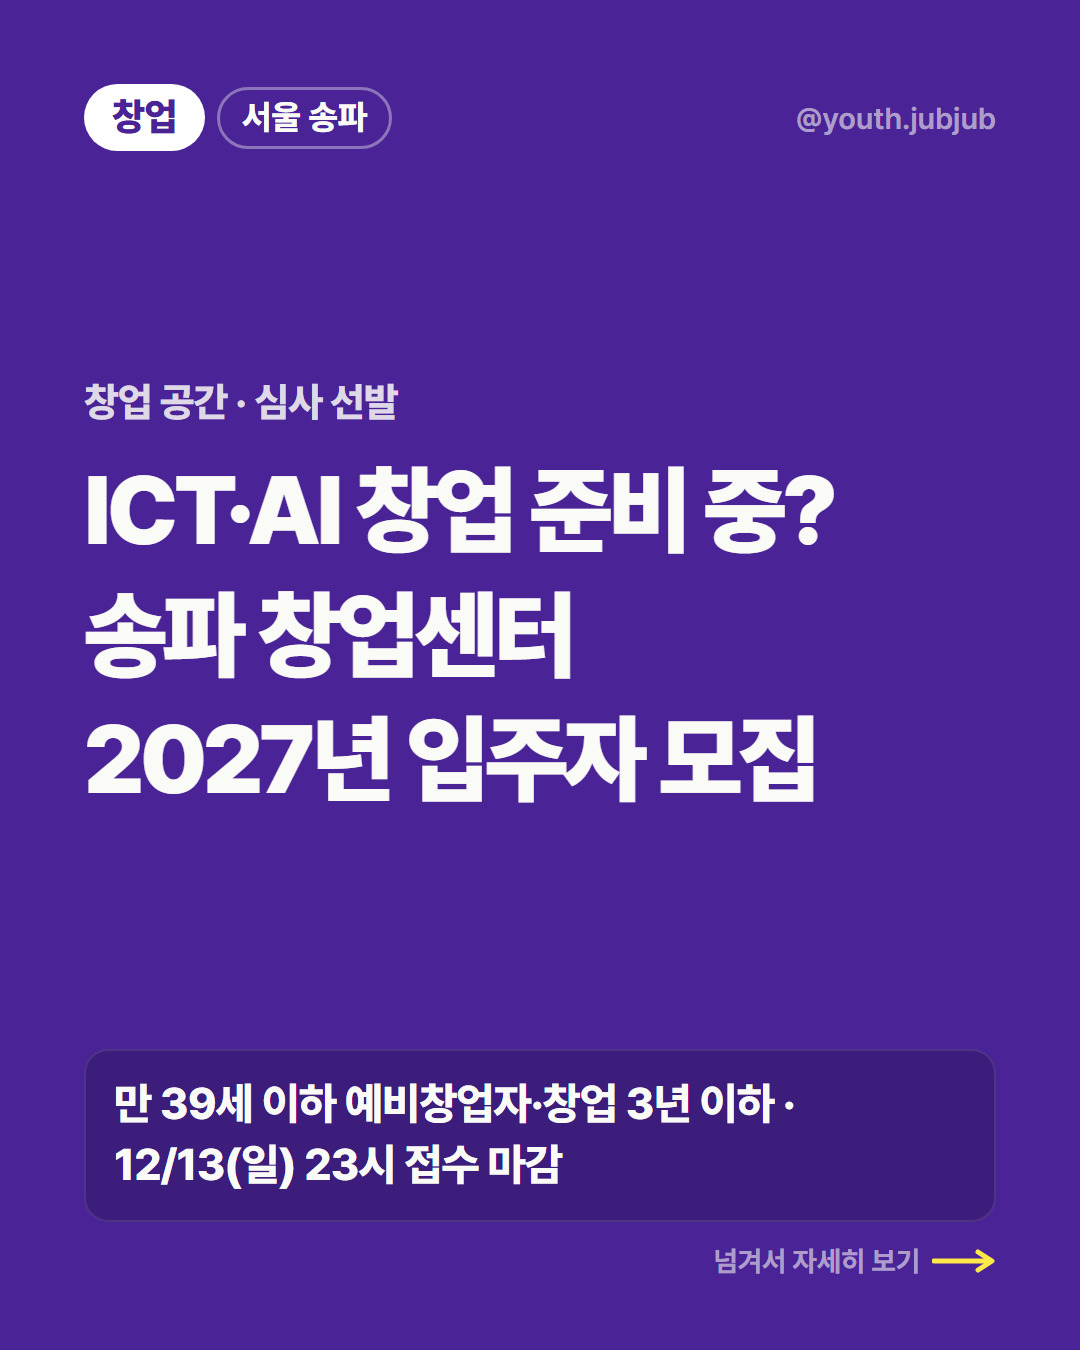 창업
서울 송파
@youth.jubjub
창업 공간 · 심사 선발
ICT·AI 창업 준비 중?
송파 창업센터
2027년 입주자 모집
만 39세 이하 예비창업자·창업 3년 이하 ·
12/13(일) 23시 접수 마감
넘겨서 자세히 보기